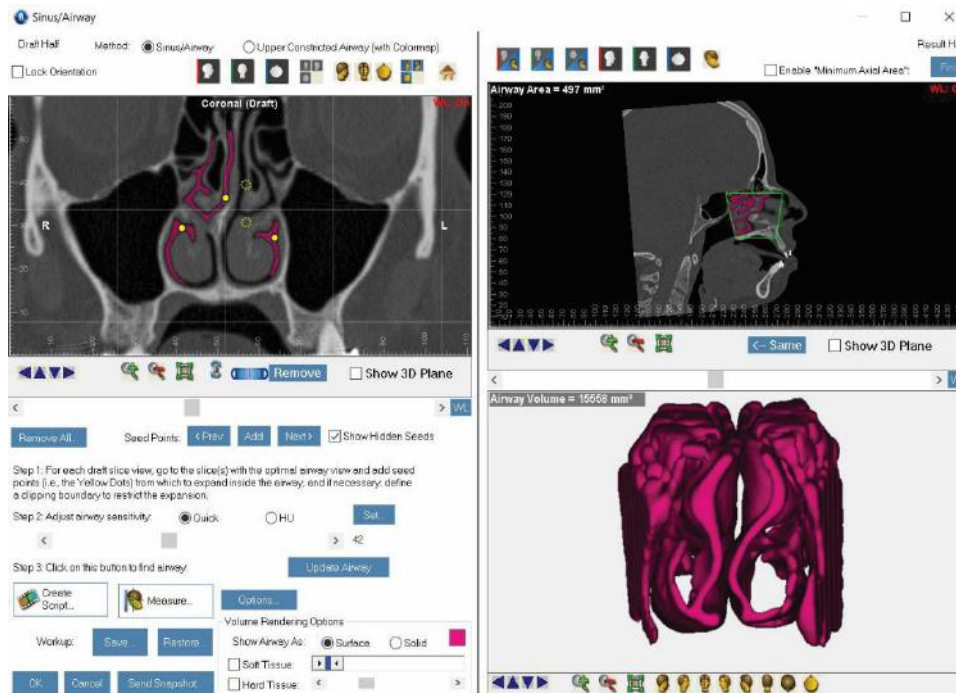 Sinus/Airway
Draft Half Method: Sinus/Airway Upper Constricted Airway (with Colormap)
Lock Orientation
Coronal (Draft)
R
L
Remove
Show 3D Plane
WL
Remove All...
Seed Points:
< Prev
Add
Next >
Show Hidden Seeds
Step 1: For each draft slice view, go to the slice(s) with the optimal airway view and add seed
points (i.e., the Yellow Dots) from which to expand inside the airway, and if necessary, define
a clipping boundary to restrict the expansion.
Step 2: Adjust airway sensitivity: Quick HU
Set...
42
Step 3: Click on this button to find airway:
Update Airway
Create
Script...
Measure...
Options...
Workup:
Save...
Restore...
Volume Rendering Options
Show Airway As: Surface Solid
Soft Tissue:
Hard Tissue:
OK
Cancel
Send Snapshot
Enable "Minimum Axial Area":
Airway Area = 497 mm²
<-- Same
Show 3D Plane
Airway Volume = 15558 mm³